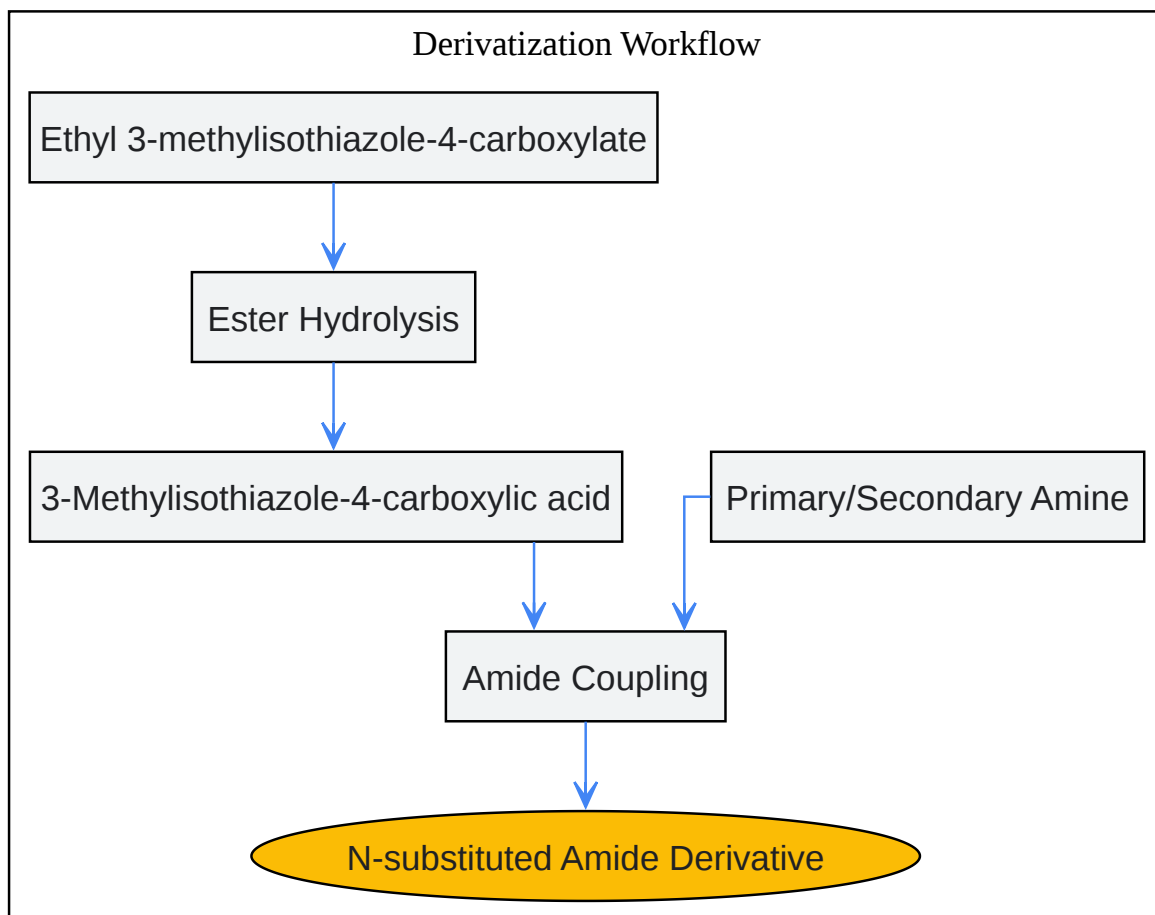 Derivatization Workflow
Ethyl 3-methylisothiazole-4-carboxylate
Ester Hydrolysis
3-Methylisothiazole-4-carboxylic acid
Primary/Secondary Amine
Amide Coupling
N-substituted Amide Derivative